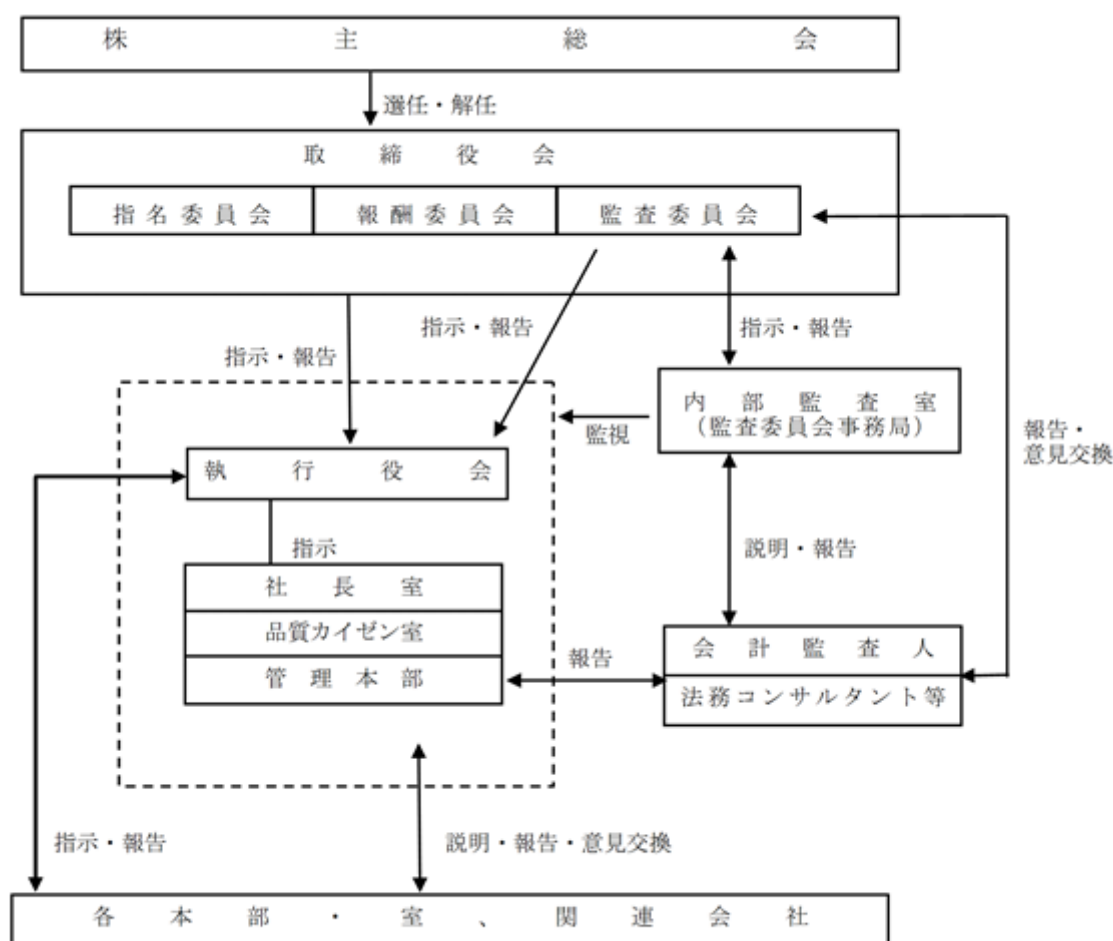 株主総会
選任・解任
取締役会
指名委員会
報酬委員会
監査委員会
指示・報告
指示・報告
指示・報告
内部監査室
(監査委員会事務局)
監視
報告・
意見交換
執行役会
指示
説明・報告
社長室
品質カイゼン室
管理本部
報告
会計監査人
法務コンサルタント等
指示・報告
説明・報告・意見交換
各本部・室、関連会社